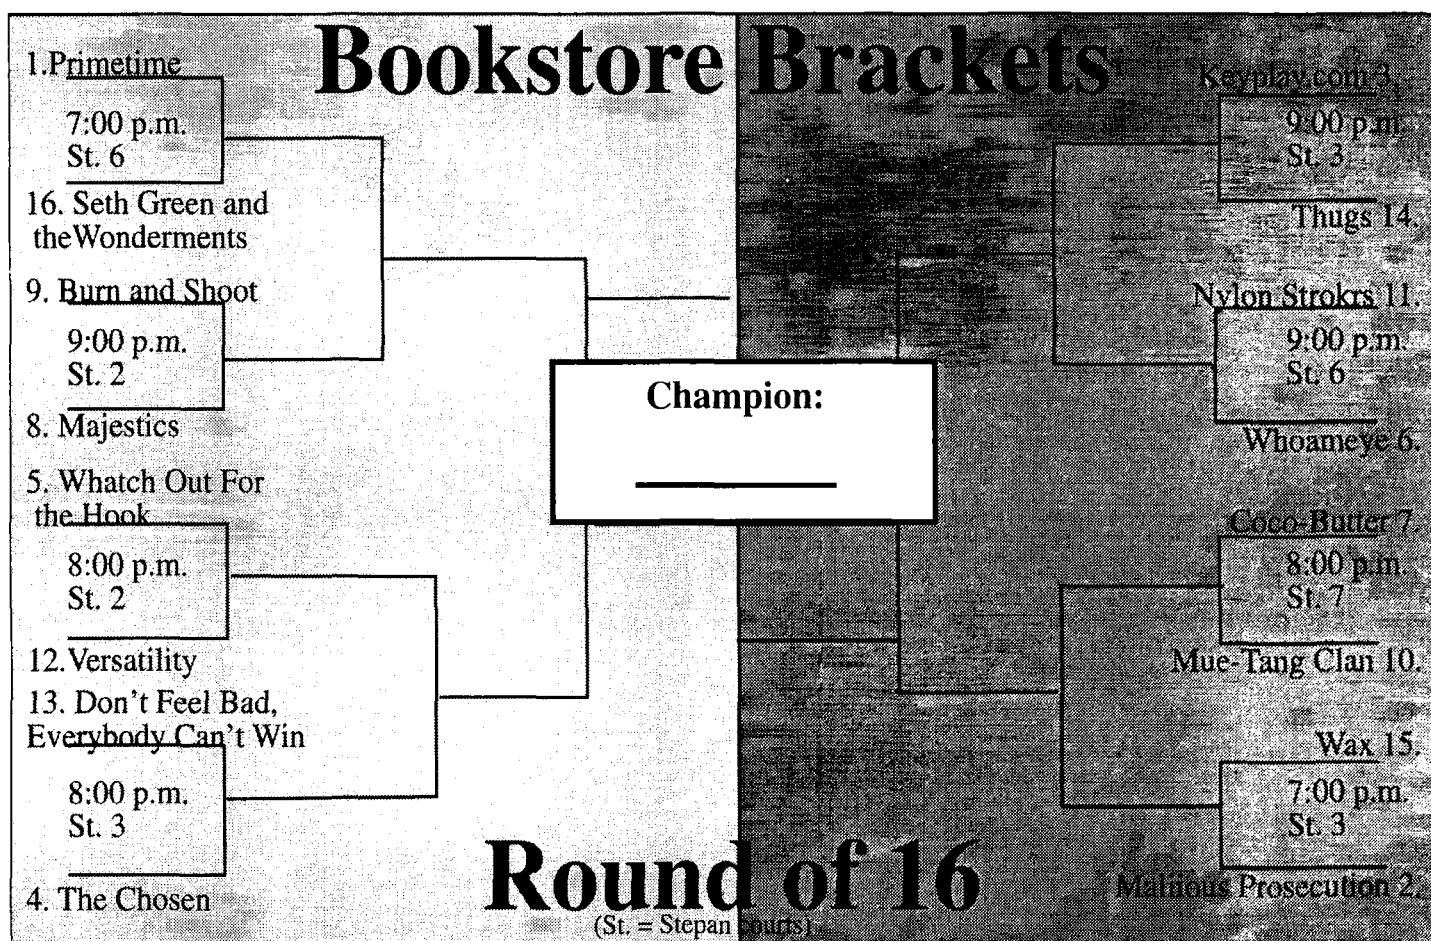 Bookstore Brackets
1.Primetime
7:00 p.m.
St. 6
16. Seth Green and
theWonderments
9. Burn and Shoot
9:00 p.m.
St. 2
8. Majestics
5. Whatch Out For
the Hook
8:00 p.m.
St. 2
12. Versatility
13. Don't Feel Bad,
Everybody Can't Win
8:00 p.m.
St. 3
4. The Chosen
Champion:
Keyplay.com 3.
9:00 p.m.
St. 3
Thugs 14.
Nylon Strokrs 11.
9:00 p.m.
St. 6
Whoameye 6.
Coco-Butter 7.
8:00 p.m.
St. 7
Mue-Tang Clan 10.
Wax 15.
7:00 p.m.
St. 3
Maliious Prosecution 2.
Round of 16
(St. = Stepan courts)